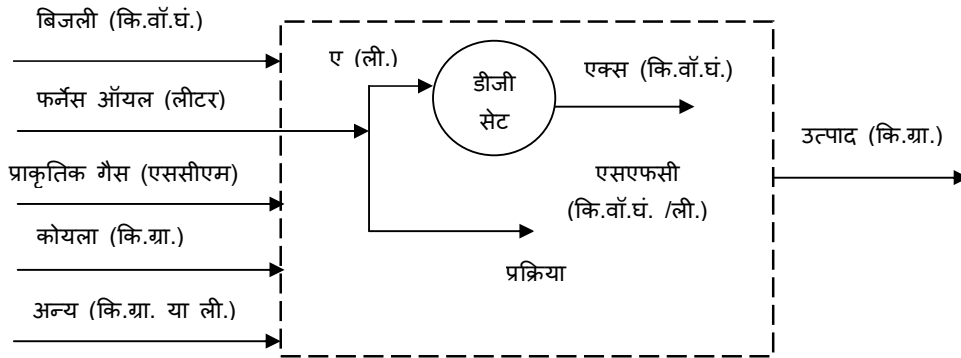 बिजली (कि.वॉ.घं.)
फर्नेस ऑयल (लीटर)
प्राकृतिक गैस (एससीएम)
कोयला (कि.ग्रा.)
अन्य (कि.ग्रा. या ली.)
ए (ली.)
डीजी
सेट
एक्स (कि.वॉ.घं.)
एसएफसी
(कि.वॉ.घं. /ली.)
प्रक्रिया
उत्पाद (कि.ग्रा.)